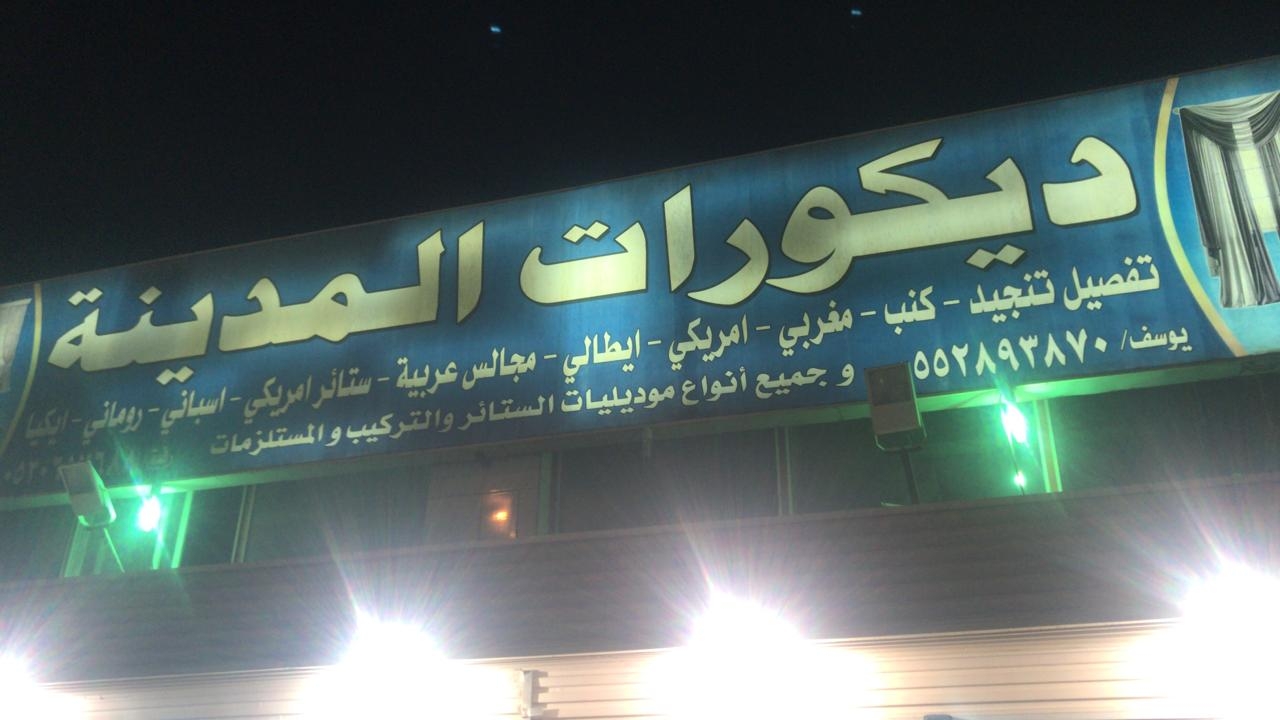 ديكورات المدينة
تفصيل تنجيد - كنب - مغربي - امريكي - ايطالي - مجالس عربية - ستائر امريكي - اسباني - روماني - ايكيا
يوسف/ ٥٥٢٨٩٣٨٧٠ و جميع أنواع موديليات الستائر والتركيب و المستلزمات